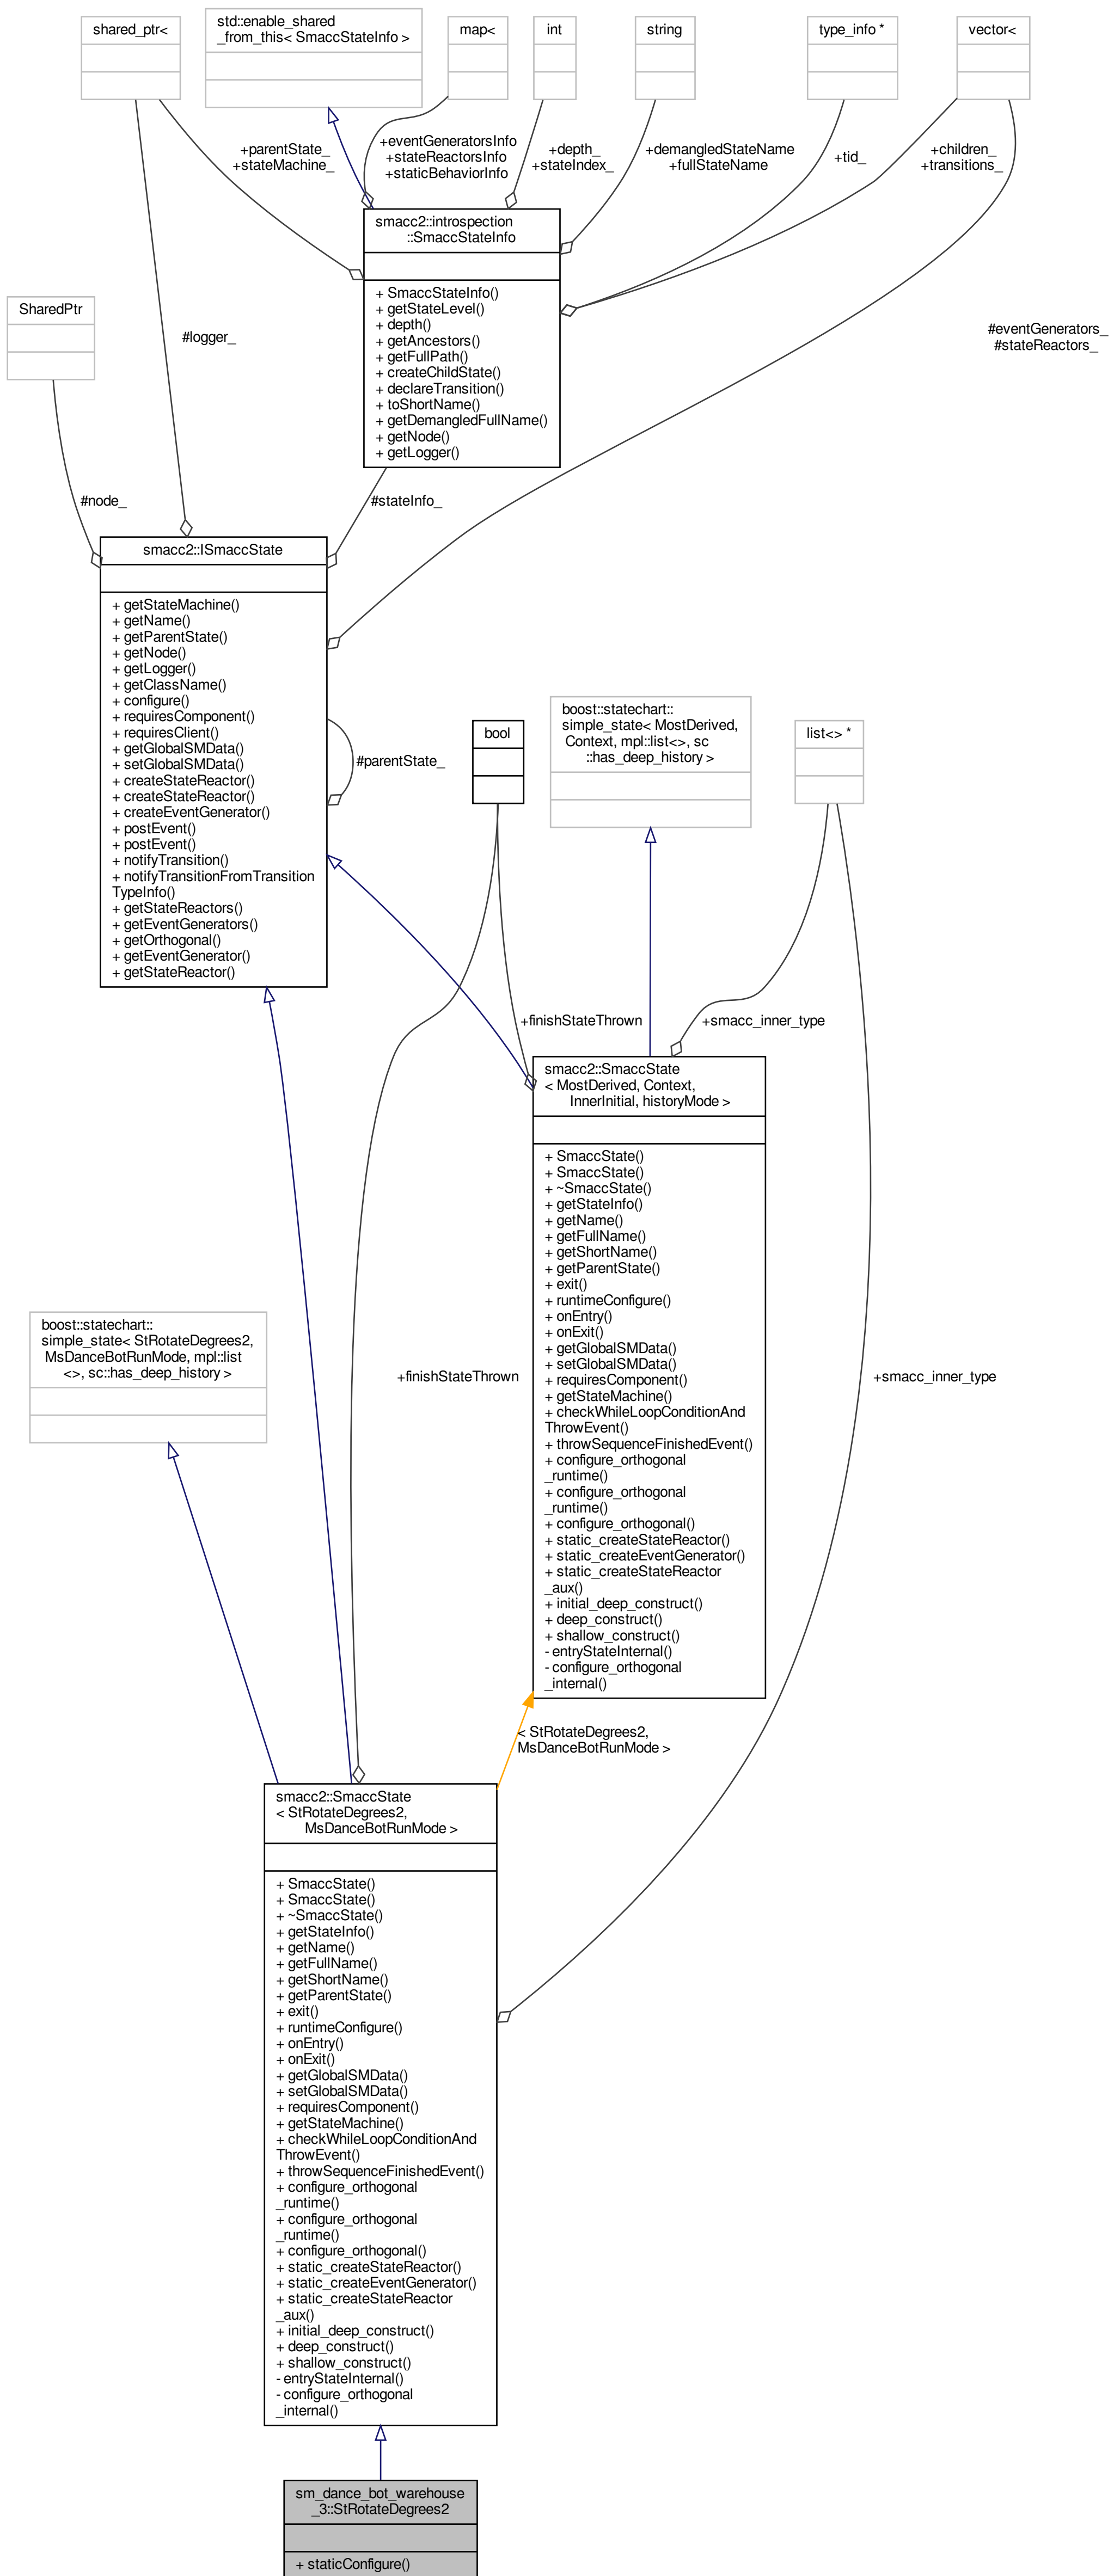 shared_ptr<
std::enable_shared
_from_this< SmaccStateInfo >
map<
int
string
type_info *
vector<
+parentState_
+stateMachine_
+eventGeneratorsInfo
+stateReactorsInfo
+staticBehaviorInfo
+depth_
+stateIndex_
+demangledStateName
+fullStateName
+tid_
+children_
+transitions_
smacc2::introspection
::SmaccStateInfo
+ SmaccStateInfo()
+ getStateLevel()
+ depth()
+ getAncestors()
+ getFullPath()
+ createChildState()
+ declareTransition()
+ toShortName()
+ getDemangledFullName()
+ getNode()
+ getLogger()
SharedPtr
#logger_
#eventGenerators_
#stateReactors_
#node_
#stateInfo_
smacc2::ISmaccState
+ getStateMachine()
+ getName()
+ getParentState()
+ getNode()
+ getLogger()
+ getClassName()
+ configure()
+ requiresComponent()
+ requiresClient()
+ getGlobalSMData()
+ setGlobalSMData()
+ createStateReactor()
+ createStateReactor()
+ createEventGenerator()
+ postEvent()
+ postEvent()
+ notifyTransition()
+ notifyTransitionFromTransition
TypeInfo()
+ getStateReactors()
+ getEventGenerators()
+ getOrthogonal()
+ getEventGenerator()
+ getStateReactor()
#parentState_
bool
boost::statechart::
simple_state< MostDerived,
Context, mpl::list<>, sc
::has_deep_history >
list<> *
+finishStateThrown
+smacc_inner_type
smacc2::SmaccState
< MostDerived, Context,
InnerInitial, historyMode >
+ SmaccState()
+ SmaccState()
+ ~SmaccState()
+ getStateInfo()
+ getName()
+ getFullName()
+ getShortName()
+ getParentState()
+ exit()
+ runtimeConfigure()
+ onEntry()
+ onExit()
+ getGlobalSMData()
+ setGlobalSMData()
+ requiresComponent()
+ getStateMachine()
+ checkWhileLoopConditionAnd
ThrowEvent()
+ throwSequenceFinishedEvent()
+ configure_orthogonal
_runtime()
+ configure_orthogonal
_runtime()
+ configure_orthogonal()
+ static_createStateReactor()
+ static_createEventGenerator()
+ static_createStateReactor
_aux()
+ initial_deep_construct()
+ deep_construct()
+ shallow_construct()
- entryStateInternal()
- configure_orthogonal
_internal()
boost::statechart::
simple_state< StRotateDegrees2,
MsDanceBotRunMode, mpl::list
<>, sc::has_deep_history >
+finishStateThrown
+smacc_inner_type
< StRotateDegrees2,
MsDanceBotRunMode >
smacc2::SmaccState
< StRotateDegrees2,
MsDanceBotRunMode >
+ SmaccState()
+ SmaccState()
+ ~SmaccState()
+ getStateInfo()
+ getName()
+ getFullName()
+ getShortName()
+ getParentState()
+ exit()
+ runtimeConfigure()
+ onEntry()
+ onExit()
+ getGlobalSMData()
+ setGlobalSMData()
+ requiresComponent()
+ getStateMachine()
+ checkWhileLoopConditionAnd
ThrowEvent()
+ throwSequenceFinishedEvent()
+ configure_orthogonal
_runtime()
+ configure_orthogonal
_runtime()
+ configure_orthogonal()
+ static_createStateReactor()
+ static_createEventGenerator()
+ static_createStateReactor
_aux()
+ initial_deep_construct()
+ deep_construct()
+ shallow_construct()
- entryStateInternal()
- configure_orthogonal
_internal()
sm_dance_bot_warehouse
_3::StRotateDegrees2
+ staticConfigure()